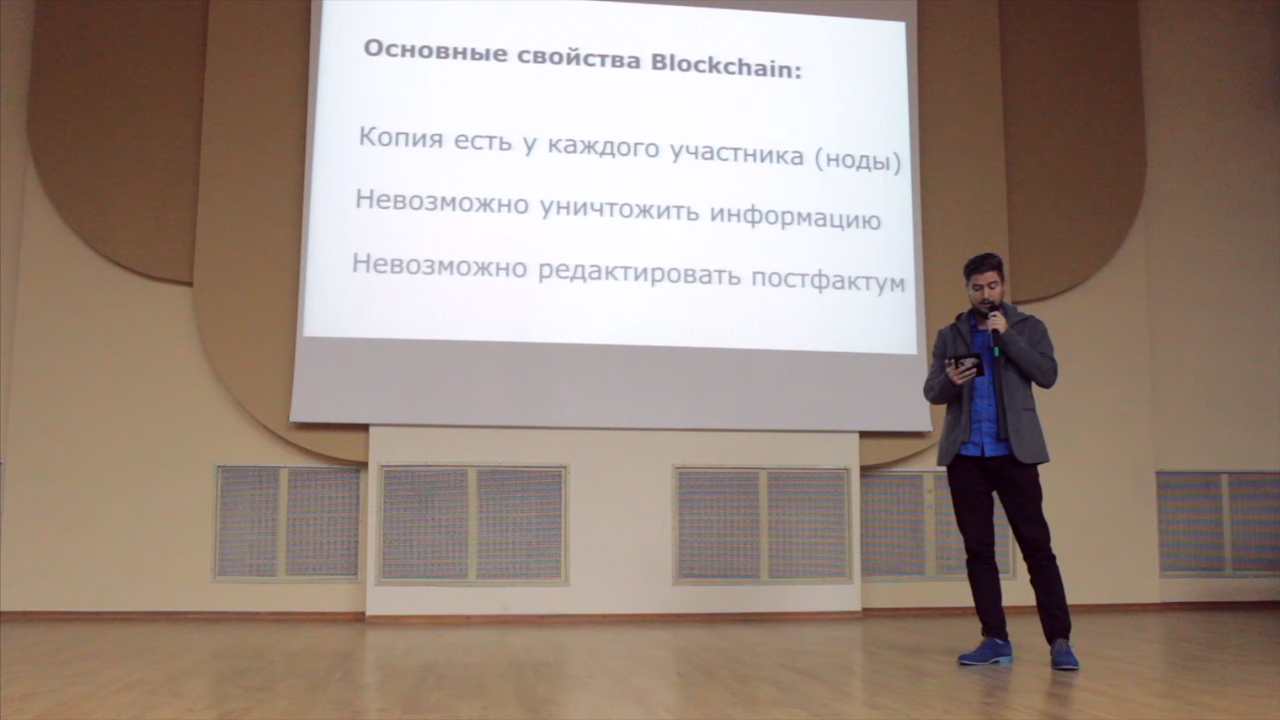 Основные свойства Blockchain:
Копия есть у каждого участника (ноды)
Невозможно уничтожить информацию
Невозможно редактировать постфактум